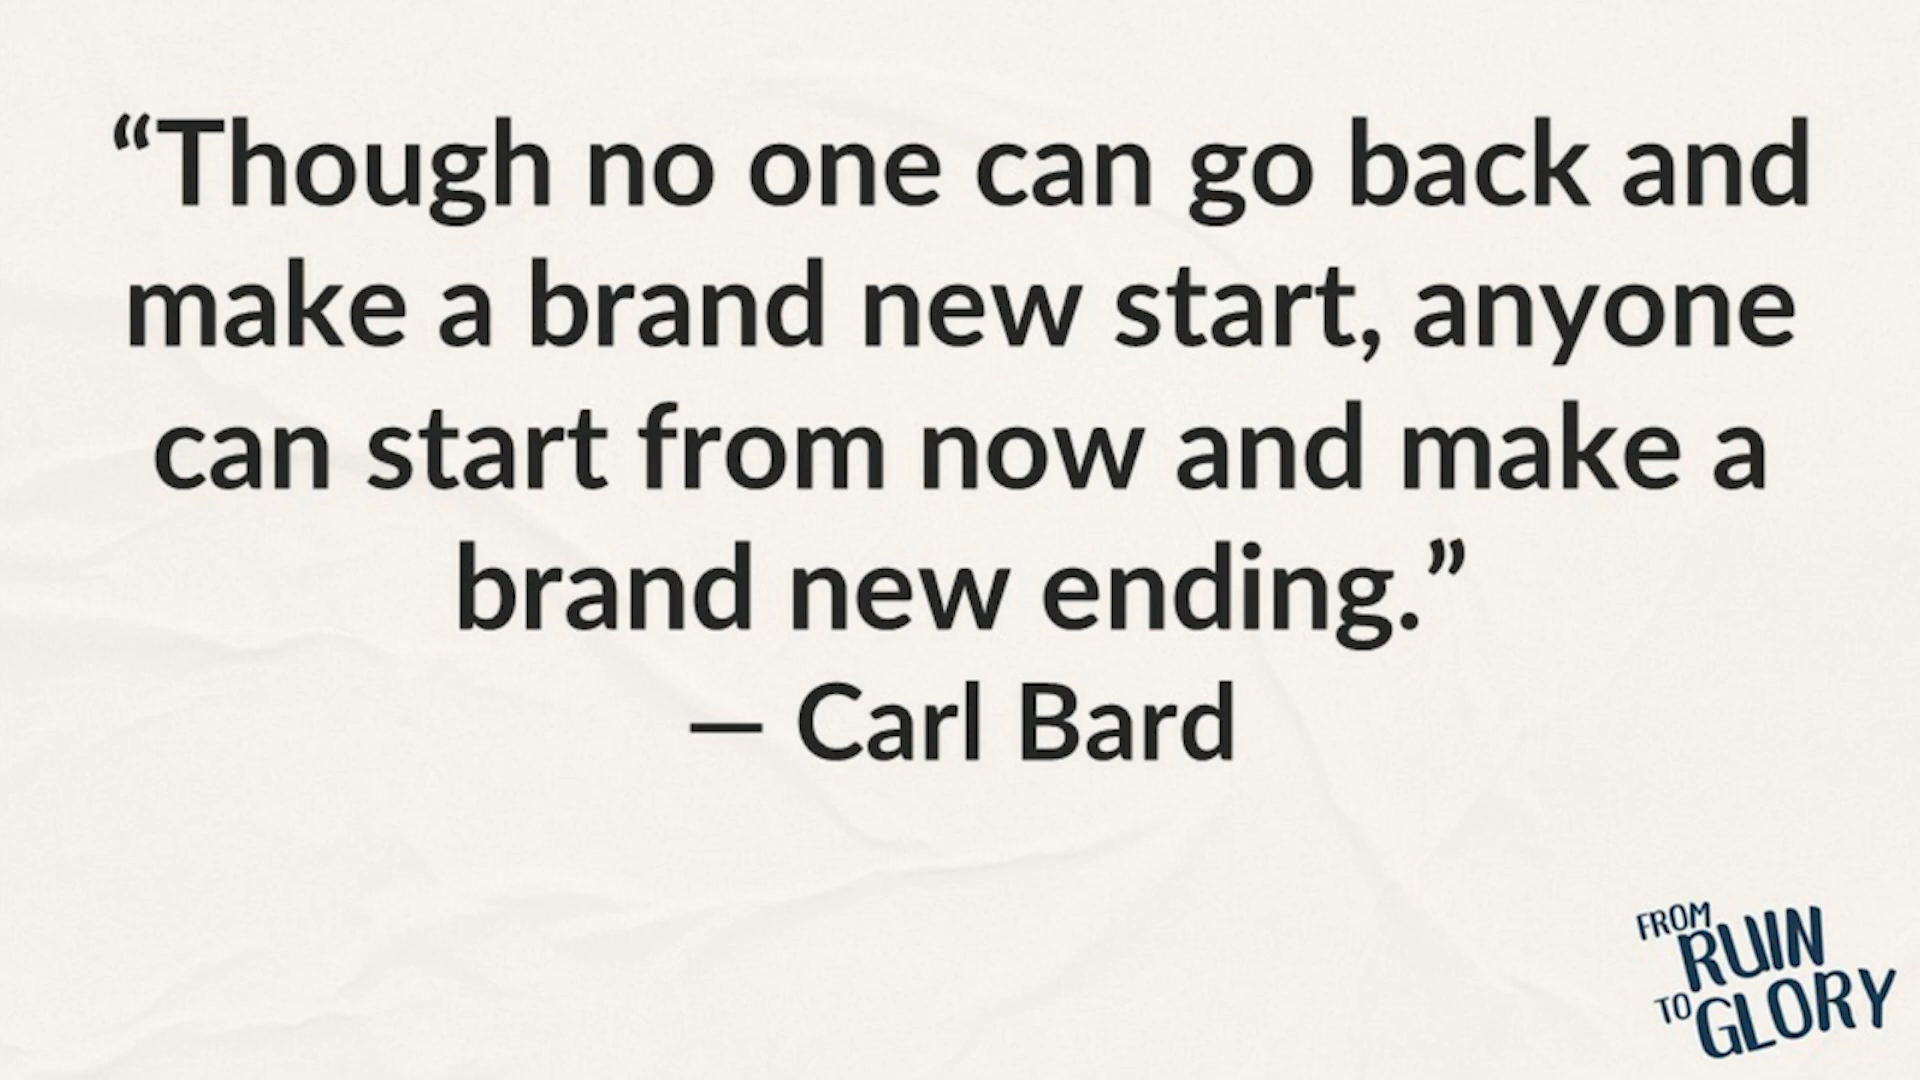 “Though no one can go back and
make a brand new start, anyone
can start from now and make a
brand new ending.”
— Carl Bard
FROM
RUIN
TO
GLORY